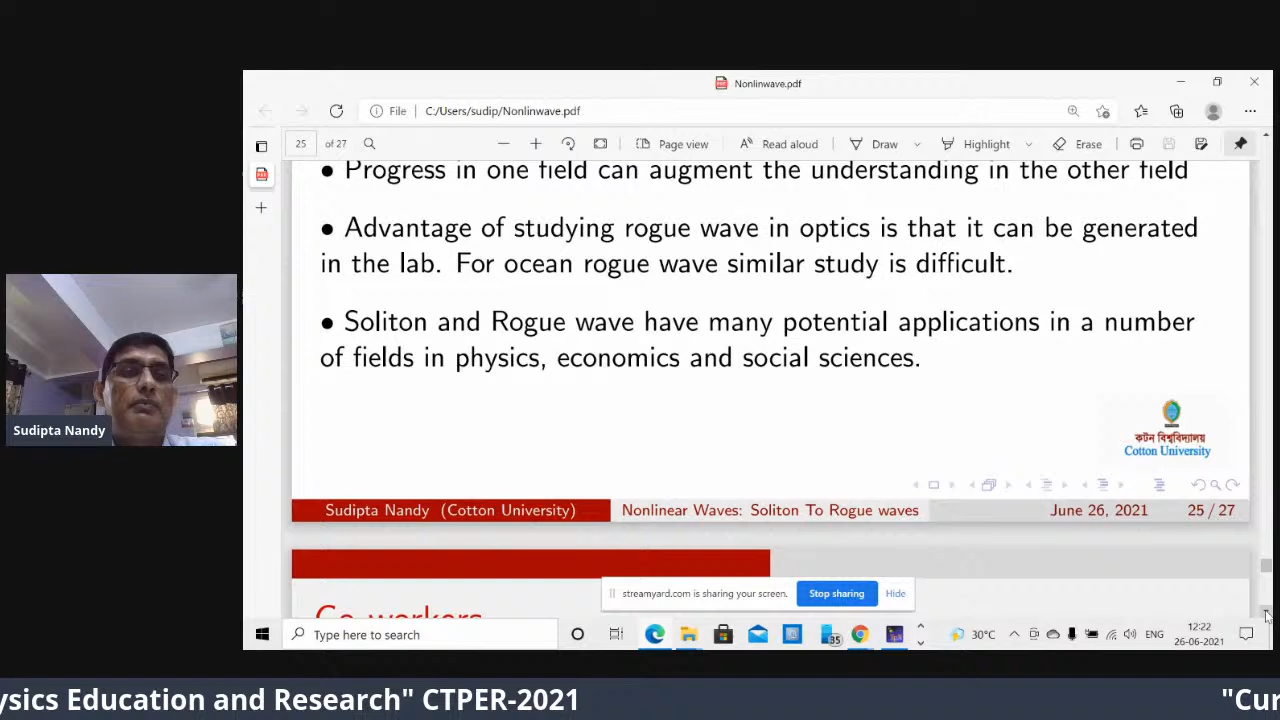 Nonlinwave.pdf
File
C:/Users/sudip/Nonlinwave.pdf
25 of 27
Page view
Read aloud
Draw
Highlight
Erase
• Progress in one field can augment the understanding in the other field
• Advantage of studying rogue wave in optics is that it can be generated
in the lab. For ocean rogue wave similar study is difficult.
• Soliton and Rogue wave have many potential applications in a number
of fields in physics, economics and social sciences.
কটন বিশ্ববিদ্যালয়
Cotton University
Sudipta Nandy (Cotton University)
Nonlinear Waves: Soliton To Rogue waves
June 26, 2021
25 / 27
Co-workers
streamyard.com is sharing your screen.
Stop sharing
Hide
Type here to search
35
30°C
ENG
12:22
26-06-2021
Sudipta Nandy
ysics Education and Research" CTPER-2021
"Cur